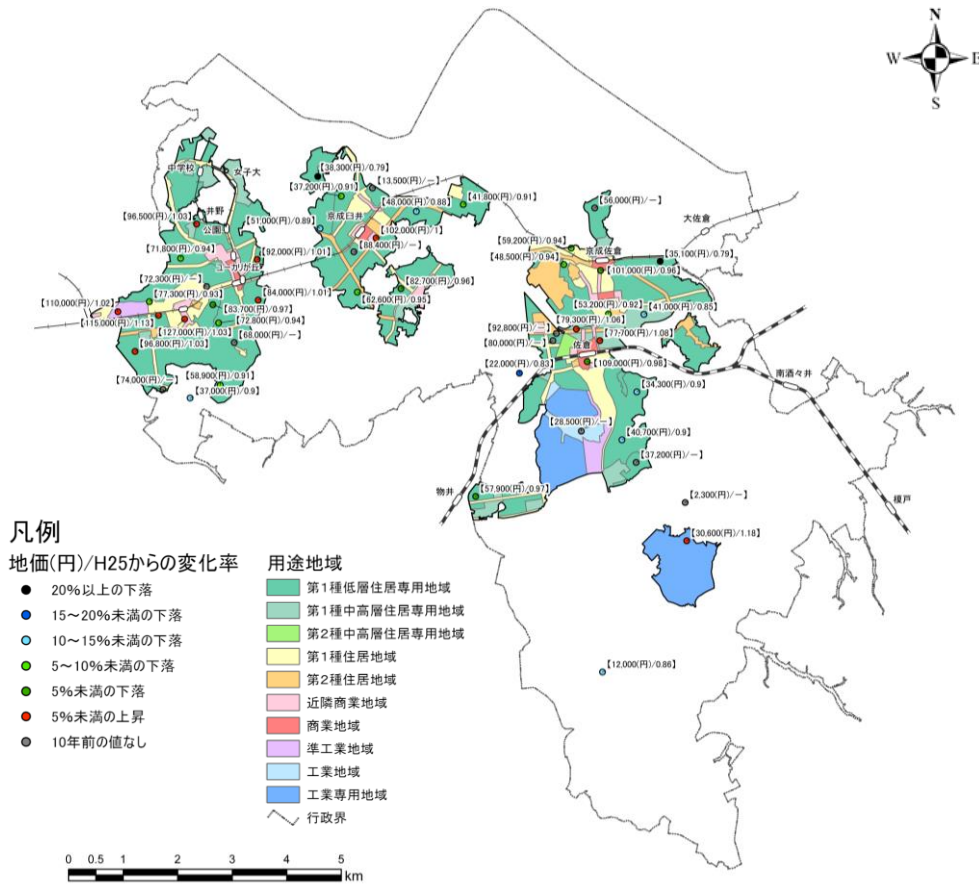 N
W E
S
【38,300(円)/0.79】
中学校
女子大
【37,200(円)/0.91】
【13,500(円)/－】
【48,000(円)/0.88】
【41,800(円)/0.91】
【56,000(円)/－】
井野
【96,500(円)/1.03】
公園
【51,000(円)/0.89】
京成臼井
【102,000(円)/1】
大佐倉
【71,800(円)/0.94】
【92,000(円)/1.01】
【88,400(円)/－】
【59,200(円)/0.94】
京成佐倉
【48,500(円)/0.94】
【35,100(円)/0.79】
ユーカリが丘
【72,300(円)/－】
【82,700(円)/0.96】
【101,000(円)/0.96】
【77,300(円)/0.93】
【84,000(円)/1.01】
【110,000(円)/1.02】
【83,700(円)/0.97】
【62,600(円)/0.95】
【53,200(円)/0.92】
【41,000(円)/0.85】
【115,000(円)/1.13】
【72,800(円)/0.94】
【127,000(円)/1.03】
【79,300(円)/1.06】
【92,800(円)/－】
【68,000(円)/－】
【77,700(円)/1.08】
【96,800(円)/1.03】
【80,000(円)/－】
佐倉
【109,000(円)/0.98】
【22,000(円)/0.83】
南酒々井
【58,900(円)/0.91】
【74,000(円)/－】
【37,000(円)/0.9】
【34,300(円)/0.9】
【28,500(円)/－】
【40,700(円)/0.9】
【37,200(円)/－】
物井
【57,900(円)/0.97】
【2,300(円)/－】
榎戸
【30,600(円)/1.18】
【12,000(円)/0.86】
凡例
地価(円)/H25からの変化率
20%以上の下落
15～20%未満の下落
10～15%未満の下落
5～10%未満の下落
5%未満の下落
5%未満の上昇
10年前の値なし
用途地域
第1種低層住居専用地域
第1種中高層住居専用地域
第2種中高層住居専用地域
第1種住居地域
第2種住居地域
近隣商業地域
商業地域
準工業地域
工業地域
工業専用地域
行政界
0 0.5 1 2 3 4 5
km